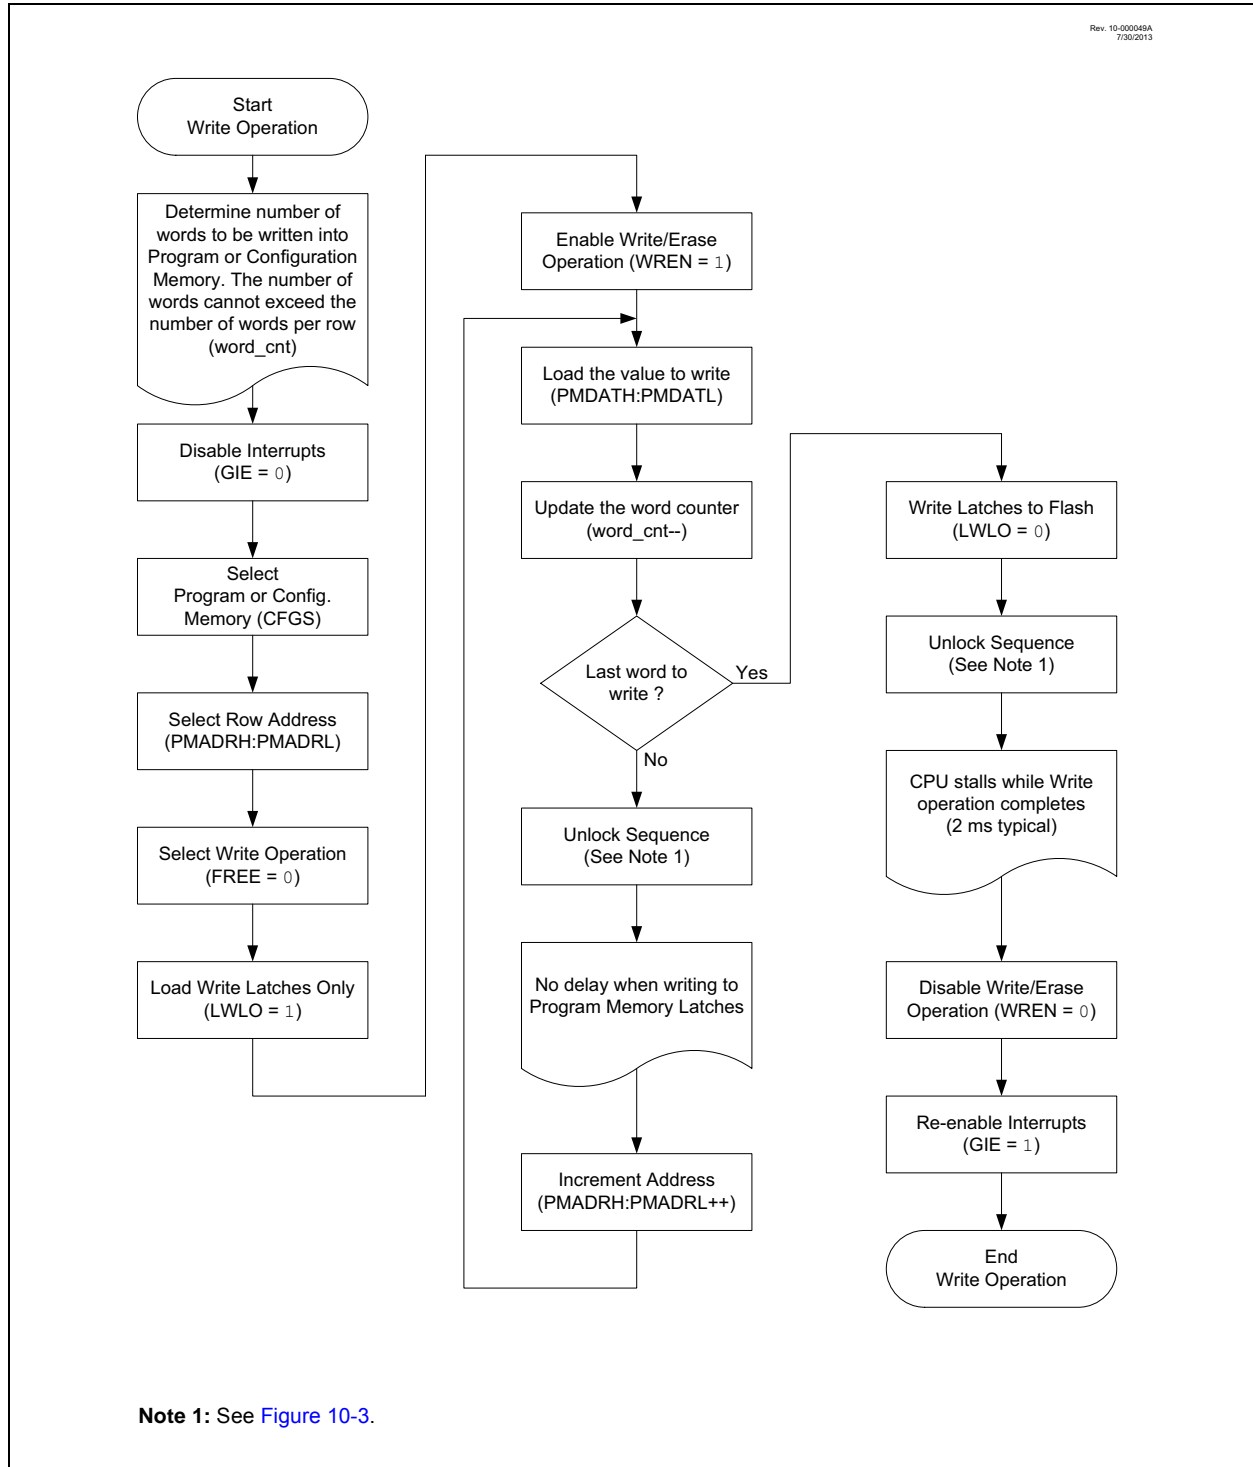 Rev. 10-000049A
7/30/2013
Start
Write Operation
Determine number of
words to be written into
Program or Configuration
Memory. The number of
words cannot exceed the
number of words per row
(word_cnt)
Disable Interrupts
(GIE = 0)
Select
Program or Config.
Memory (CFGS)
Select Row Address
(PMADRH:PMADRL)
Select Write Operation
(FREE = 0)
Load Write Latches Only
(LWLO = 1)
Enable Write/Erase
Operation (WREN = 1)
Load the value to write
(PMDATH:PMDATL)
Update the word counter
(word_cnt--)
Last word to
write ?
Yes
No
Unlock Sequence
(See Note 1)
No delay when writing to
Program Memory Latches
Increment Address
(PMADRH:PMADRL++)
Write Latches to Flash
(LWLO = 0)
Unlock Sequence
(See Note 1)
CPU stalls while Write
operation completes
(2 ms typical)
Disable Write/Erase
Operation (WREN = 0)
Re-enable Interrupts
(GIE = 1)
End
Write Operation
Note 1: See Figure 10-3.